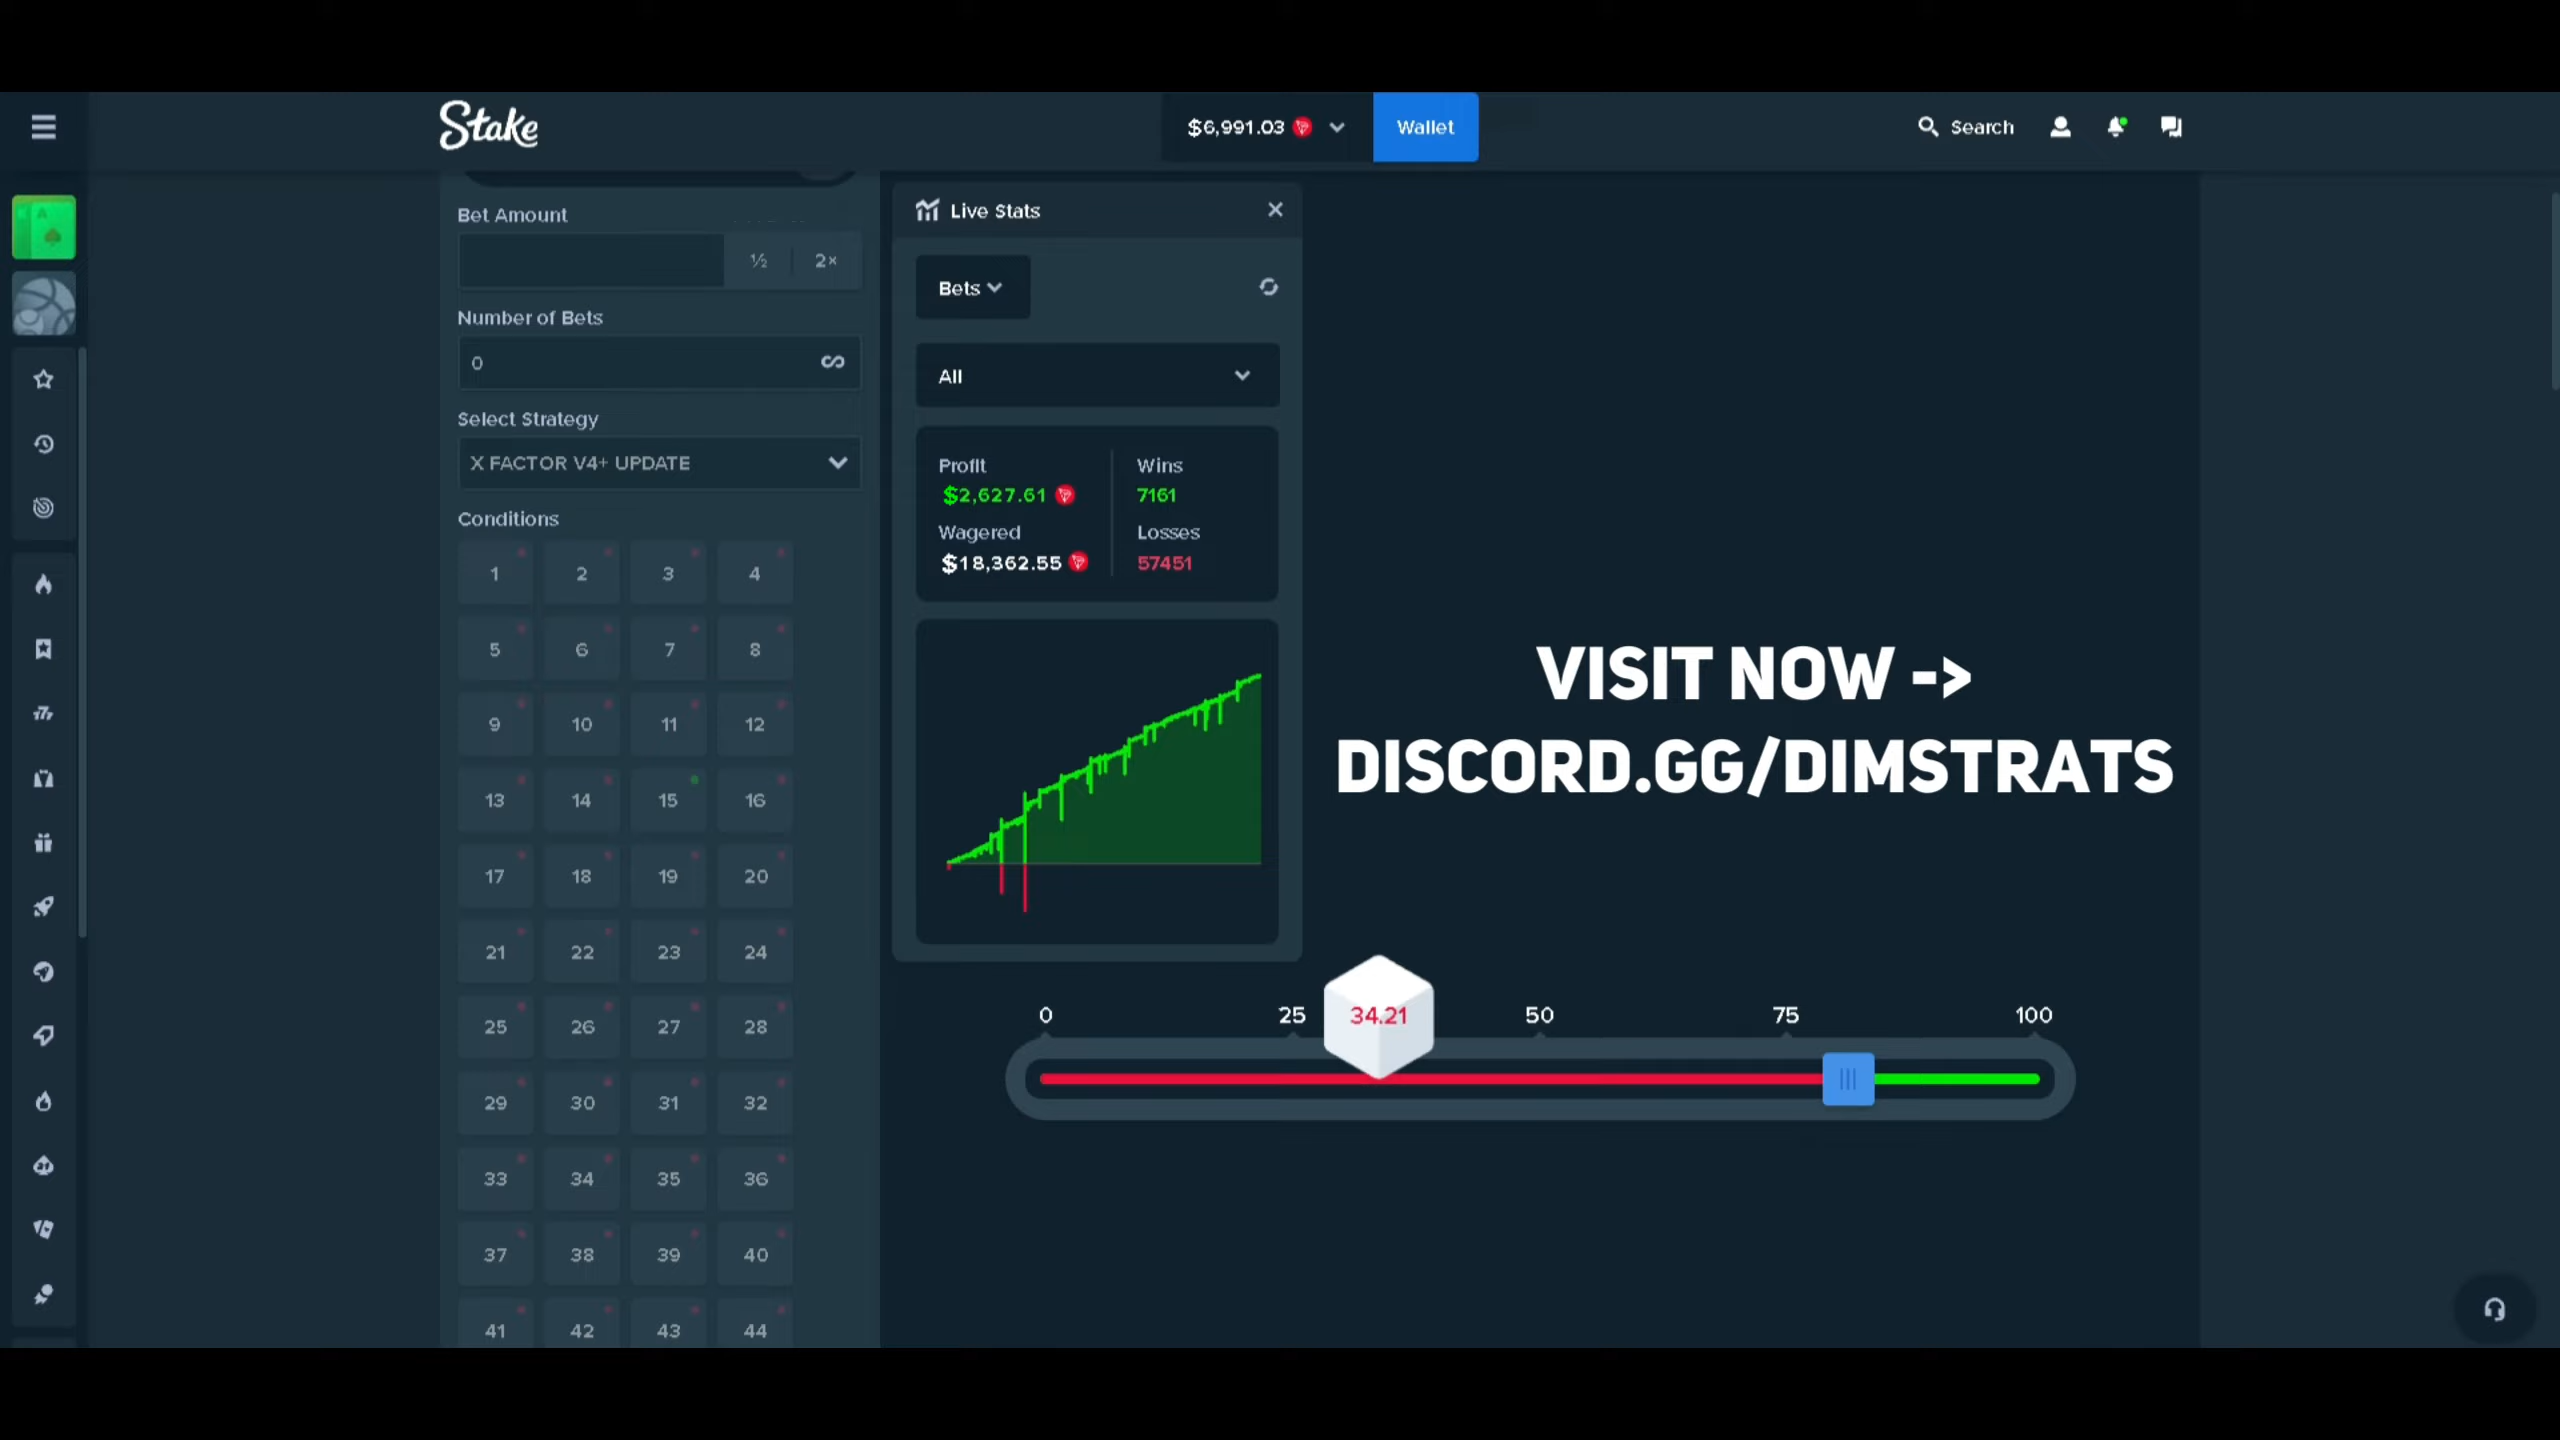 Stake
$6,991.03
Wallet
Search
Bet Amount
½
2×
Number of Bets
0
Select Strategy
X FACTOR V4+ UPDATE
Conditions
1 2 3 4
5 6 7 8
9 10 11 12
13 14 15 16
17 18 19 20
21 22 23 24
25 26 27 28
29 30 31 32
33 34 35 36
37 38 39 40
41 42 43 44
Live Stats
Bets
All
Profit
$2,627.61
Wins
7161
Wagered
$18,362.55
Losses
57451
VISIT NOW ->
DISCORD.GG/DIMSTRATS
0 25 34.21 50 75 100